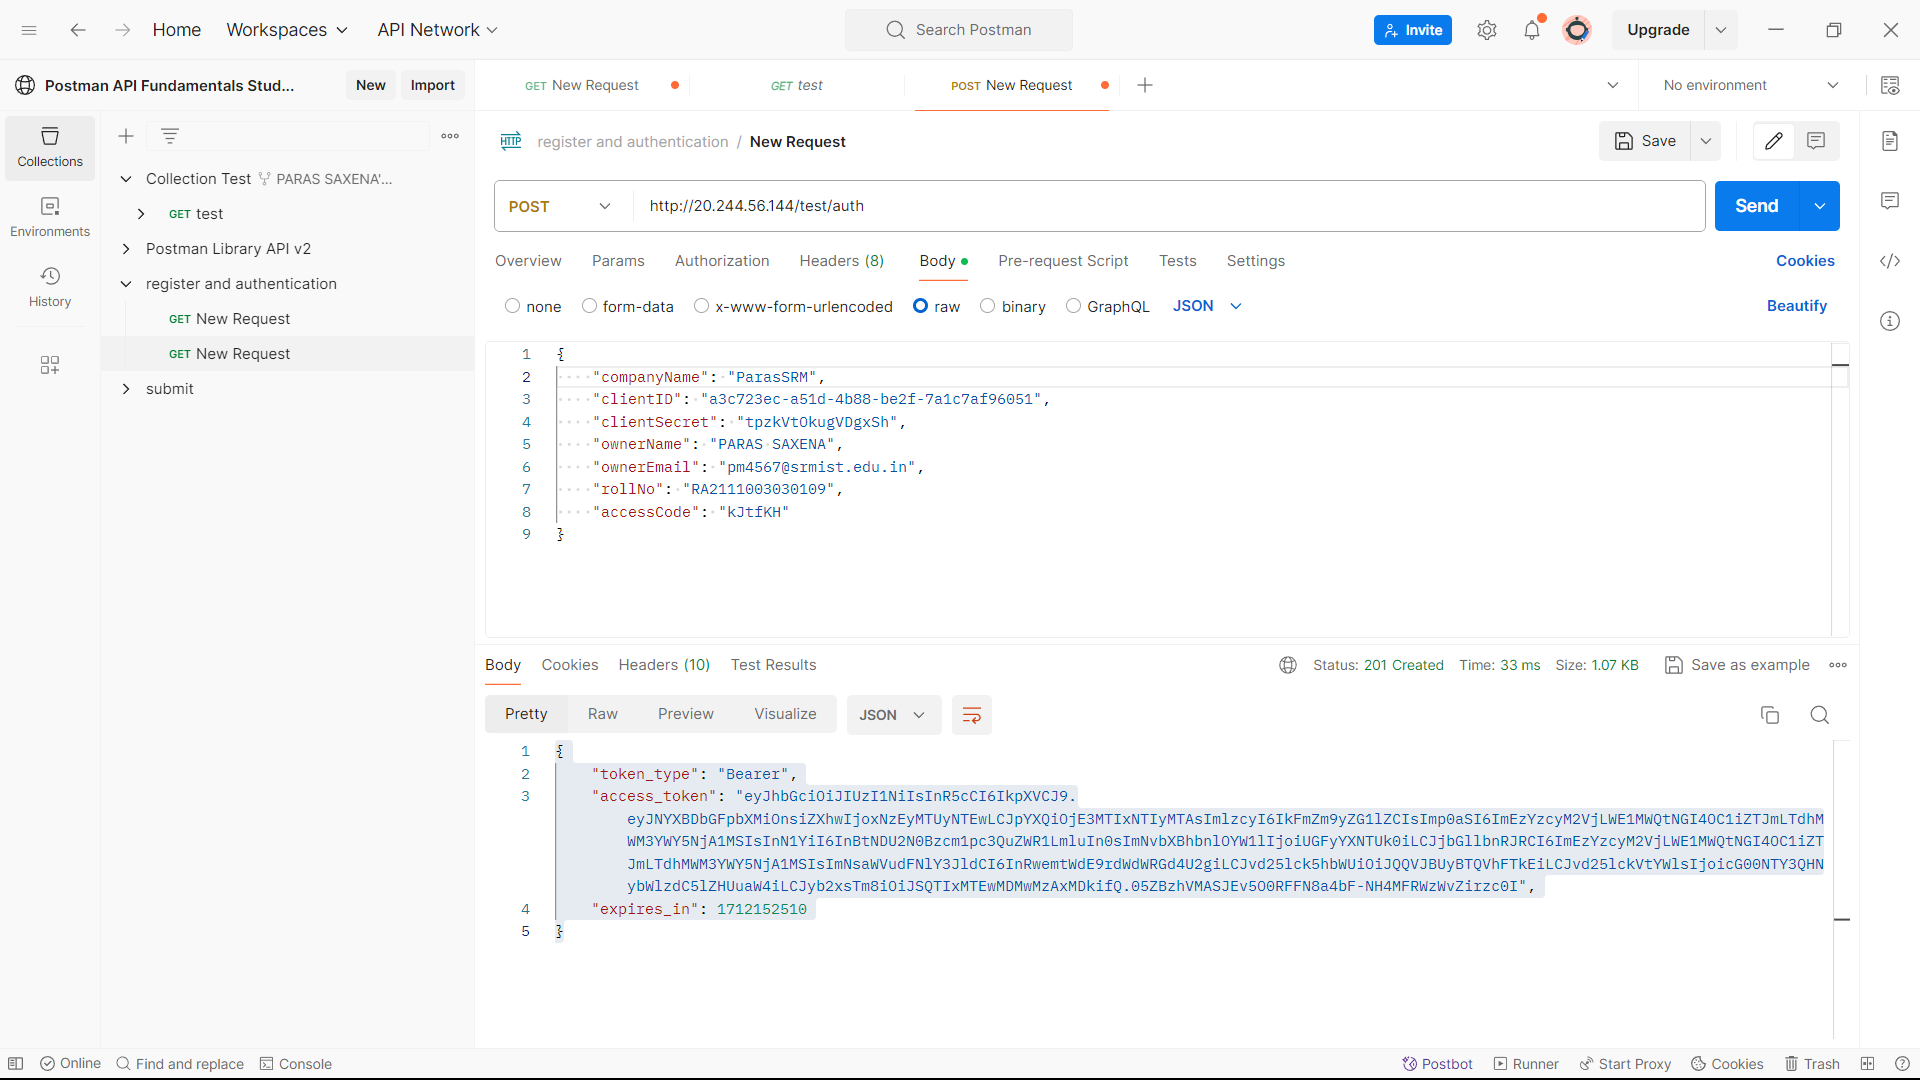 Home Workspaces API Network Search Postman Invite Upgrade
Postman API Fundamentals Stud... New Import GET New Request GET test POST New Request No environment
Collections
Environments
History
Collection Test PARAS SAXENA'...
GET test
Postman Library API v2
register and authentication
GET New Request
GET New Request
submit
HTTP register and authentication / New Request Save
POST http://20.244.56.144/test/auth Send
Overview Params Authorization Headers (8) Body Pre-request Script Tests Settings Cookies
none form-data x-www-form-urlencoded raw binary GraphQL JSON Beautify
1 {
2 "companyName": "ParasSRM",
3 "clientID": "a3c723ec-a51d-4b88-be2f-7a1c7af96051",
4 "clientSecret": "tpzkVtOkugVDgxSh",
5 "ownerName": "PARAS SAXENA",
6 "ownerEmail": "pm4567@srmist.edu.in",
7 "rollNo": "RA2111003030109",
8 "accessCode": "kJtfKH"
9 }
Body Cookies Headers (10) Test Results Status: 201 Created Time: 33 ms Size: 1.07 KB Save as example
Pretty Raw Preview Visualize JSON
1 {
2 "token_type": "Bearer",
3 "access_token": "eyJhbGciOiJIUzI1NiIsInR5cCI6IkpXVCJ9.
eyJNYXBDbGFpbXMiOnsiZXhwIjoxNzEyMTUyNTEwLCJpYXQiOjE3MTIxNTIyMTAsImlzcyI6IkFmZm9yZG1lZCIsImp0aSI6ImEzYzcyM2VjLWE1MWQtNGI4OC1iZTJmLTdhM
WM3YWY5NjA1MSIsInN1YiI6InBtNDU2N0Bzcm1pc3QuZWR1LmluIn0sImNvbXBhbnlOYW1lIjoiUGFyYXNTUk0iLCJjbGllbnRJRCI6ImEzYzcyM2VjLWE1MWQtNGI4OC1iZT
JmLTdhMWM3YWY5NjA1MSIsImNsaWVudFNlY3JldCI6InRwemtWdE9rdWdWRGd4U2giLCJvd25lck5hbWUiOiJQQVJBUyBTQVhFTkEiLCJvd25lckVtYWlsIjoicG00NTY3QHN
ybWlzdC5lZHUuaW4iLCJyb2xsTm8iOiJSQTIxMTEwMDMwMzAxMDkifQ.05ZBzhVMASJEv5O0RFFN8a4bF-NH4MFRWzWvZirzc0I",
4 "expires_in": 1712152510
5 }
Online Find and replace Console Postbot Runner Start Proxy Cookies Trash